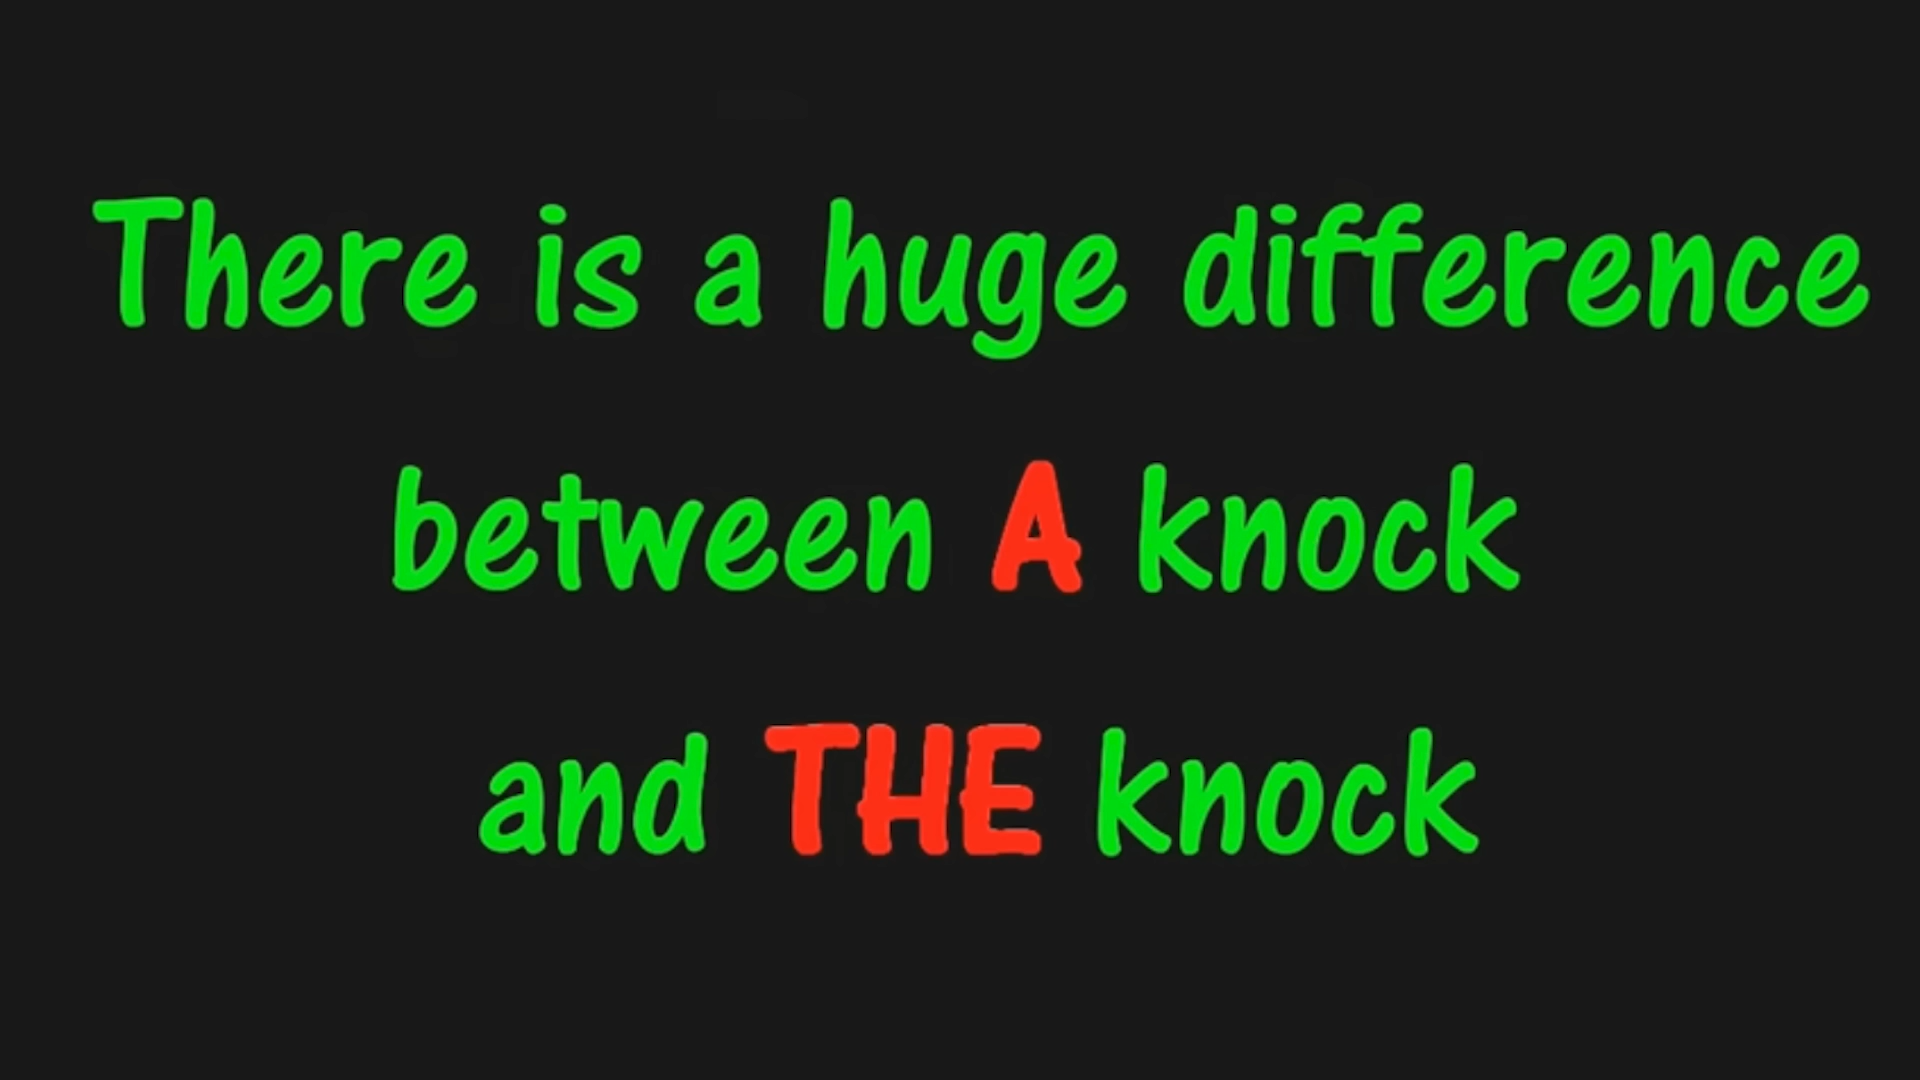 There is a huge difference
between A knock
and THE knock